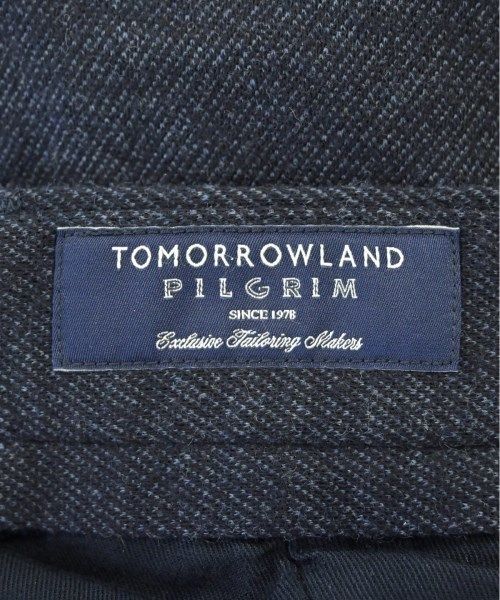 TOMORROWLAND
PILGRIM
SINCE 1978
Exclusive Tailoring Makers